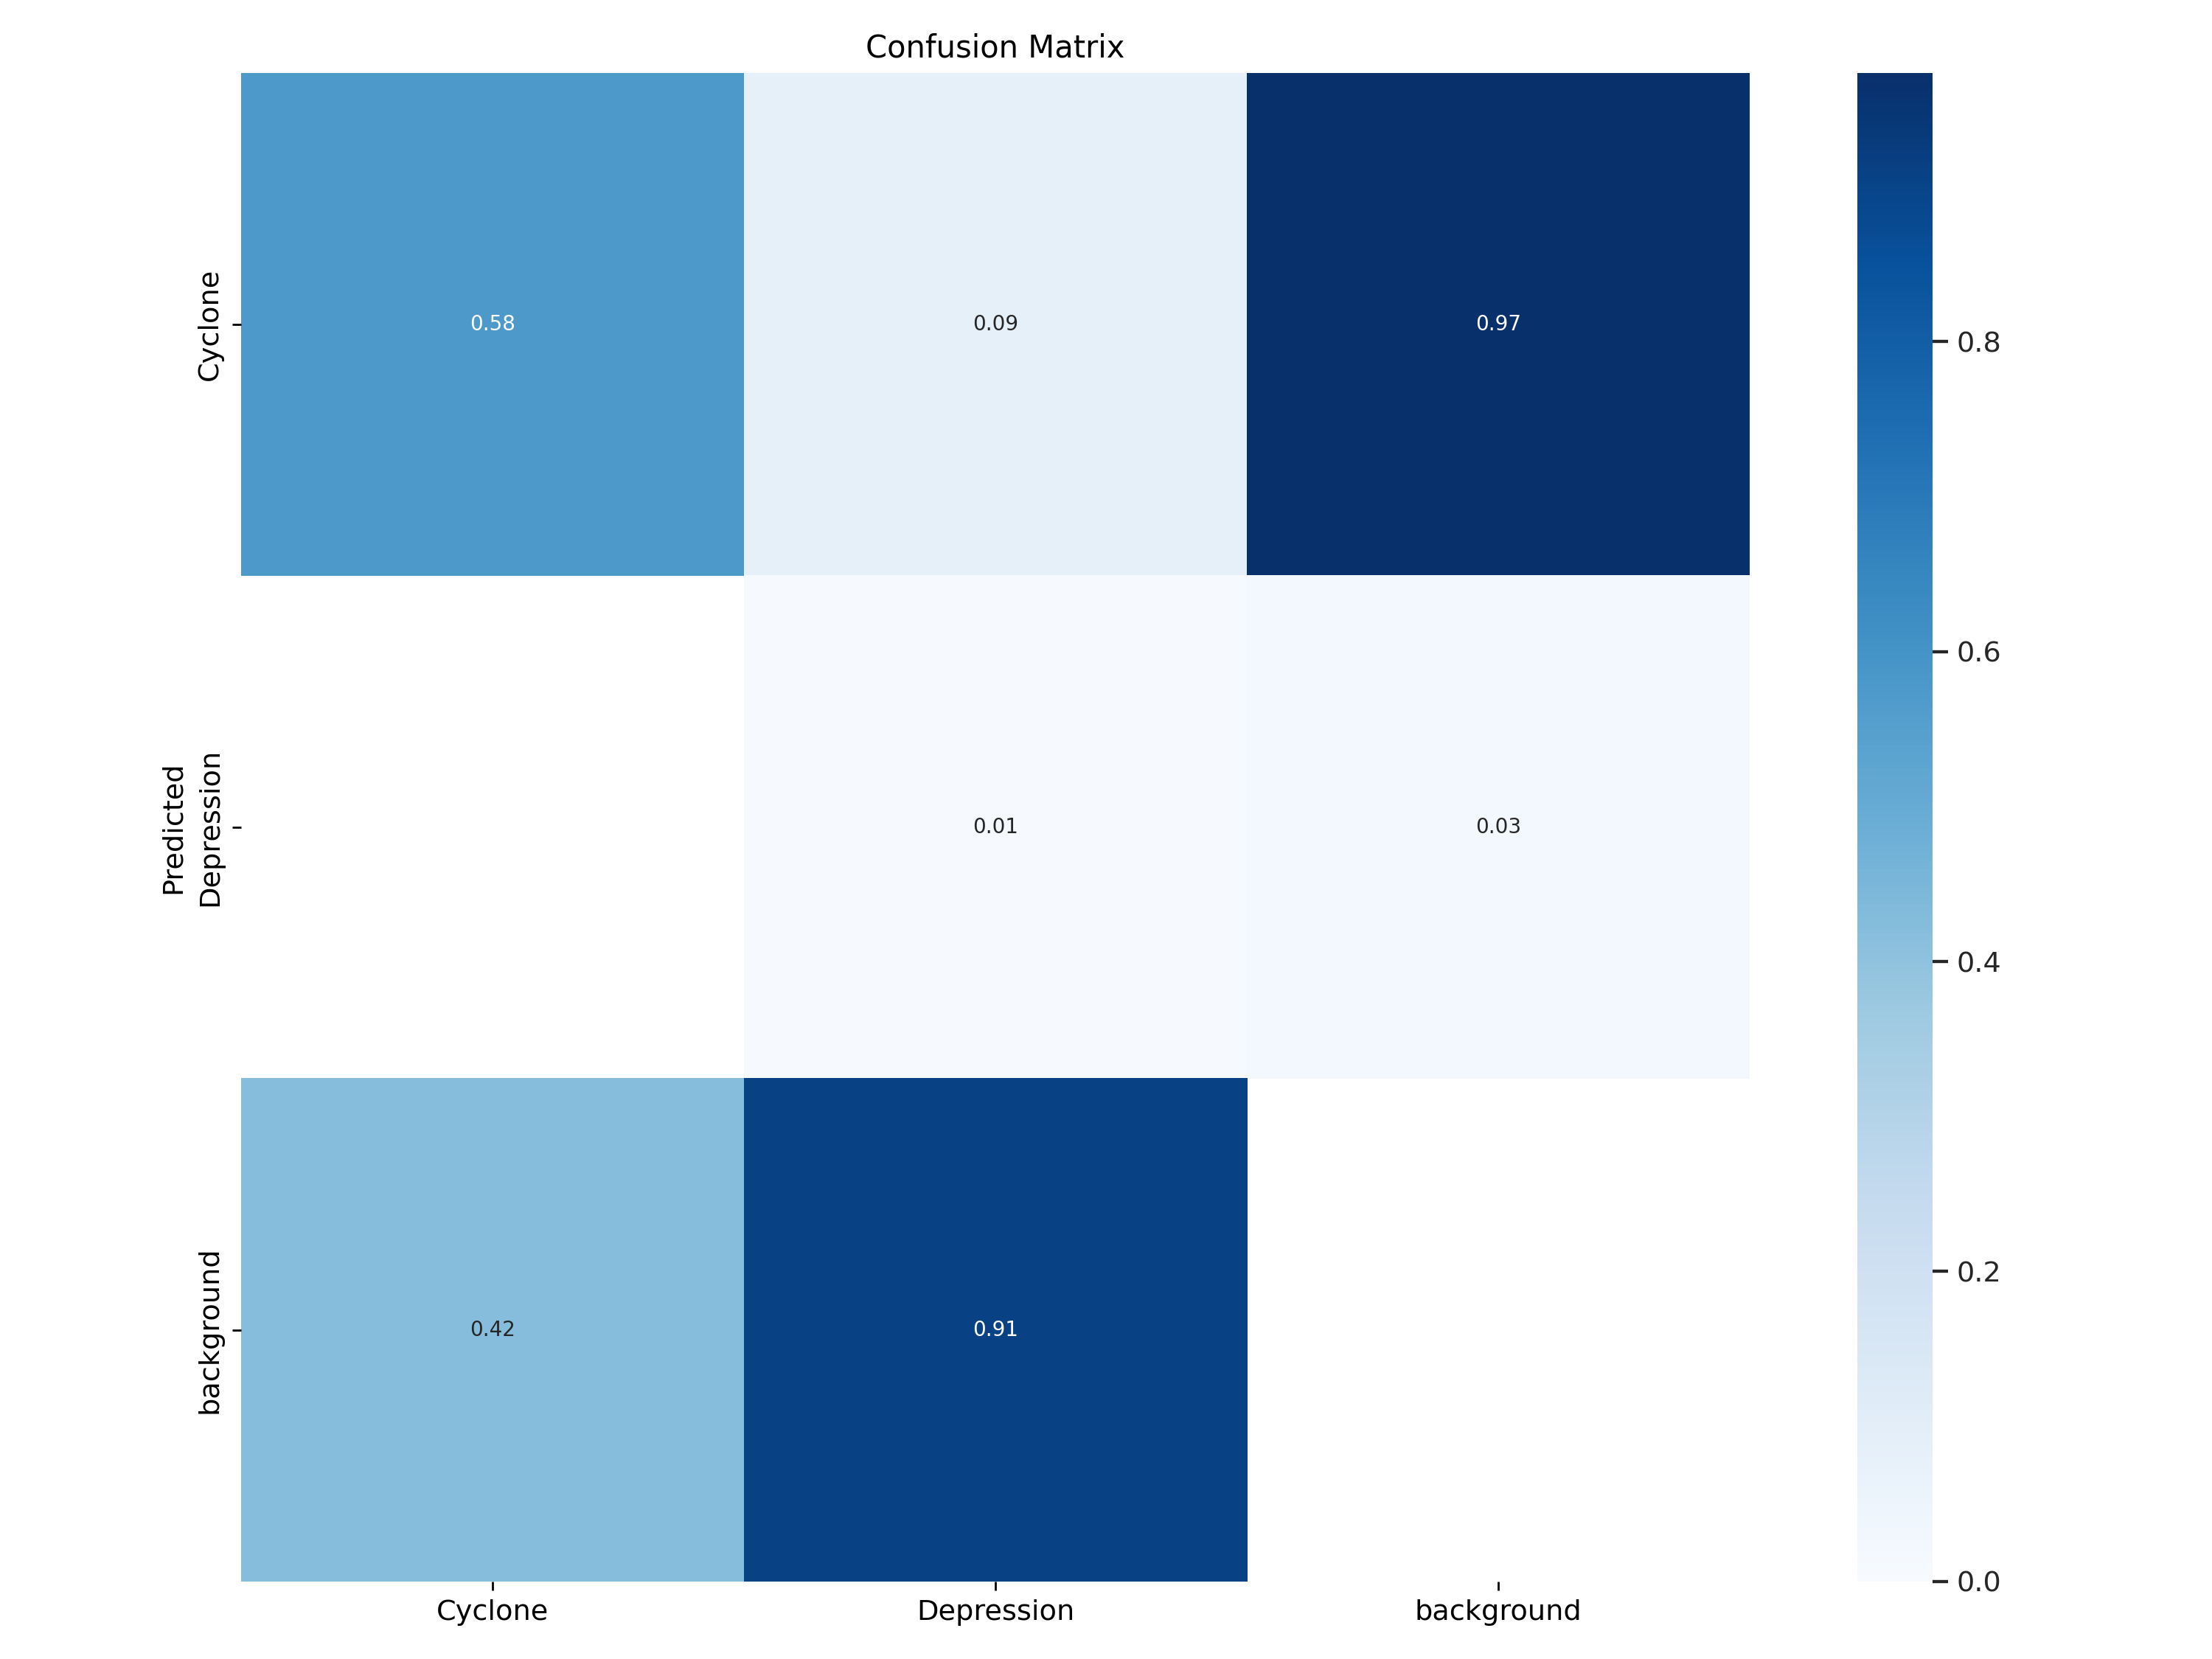 Confusion Matrix
Cyclone
0.58
0.09
0.97
Predicted
Depression
0.01
0.03
background
0.42
0.91
Cyclone
Depression
background
0.8
0.6
0.4
0.2
0.0